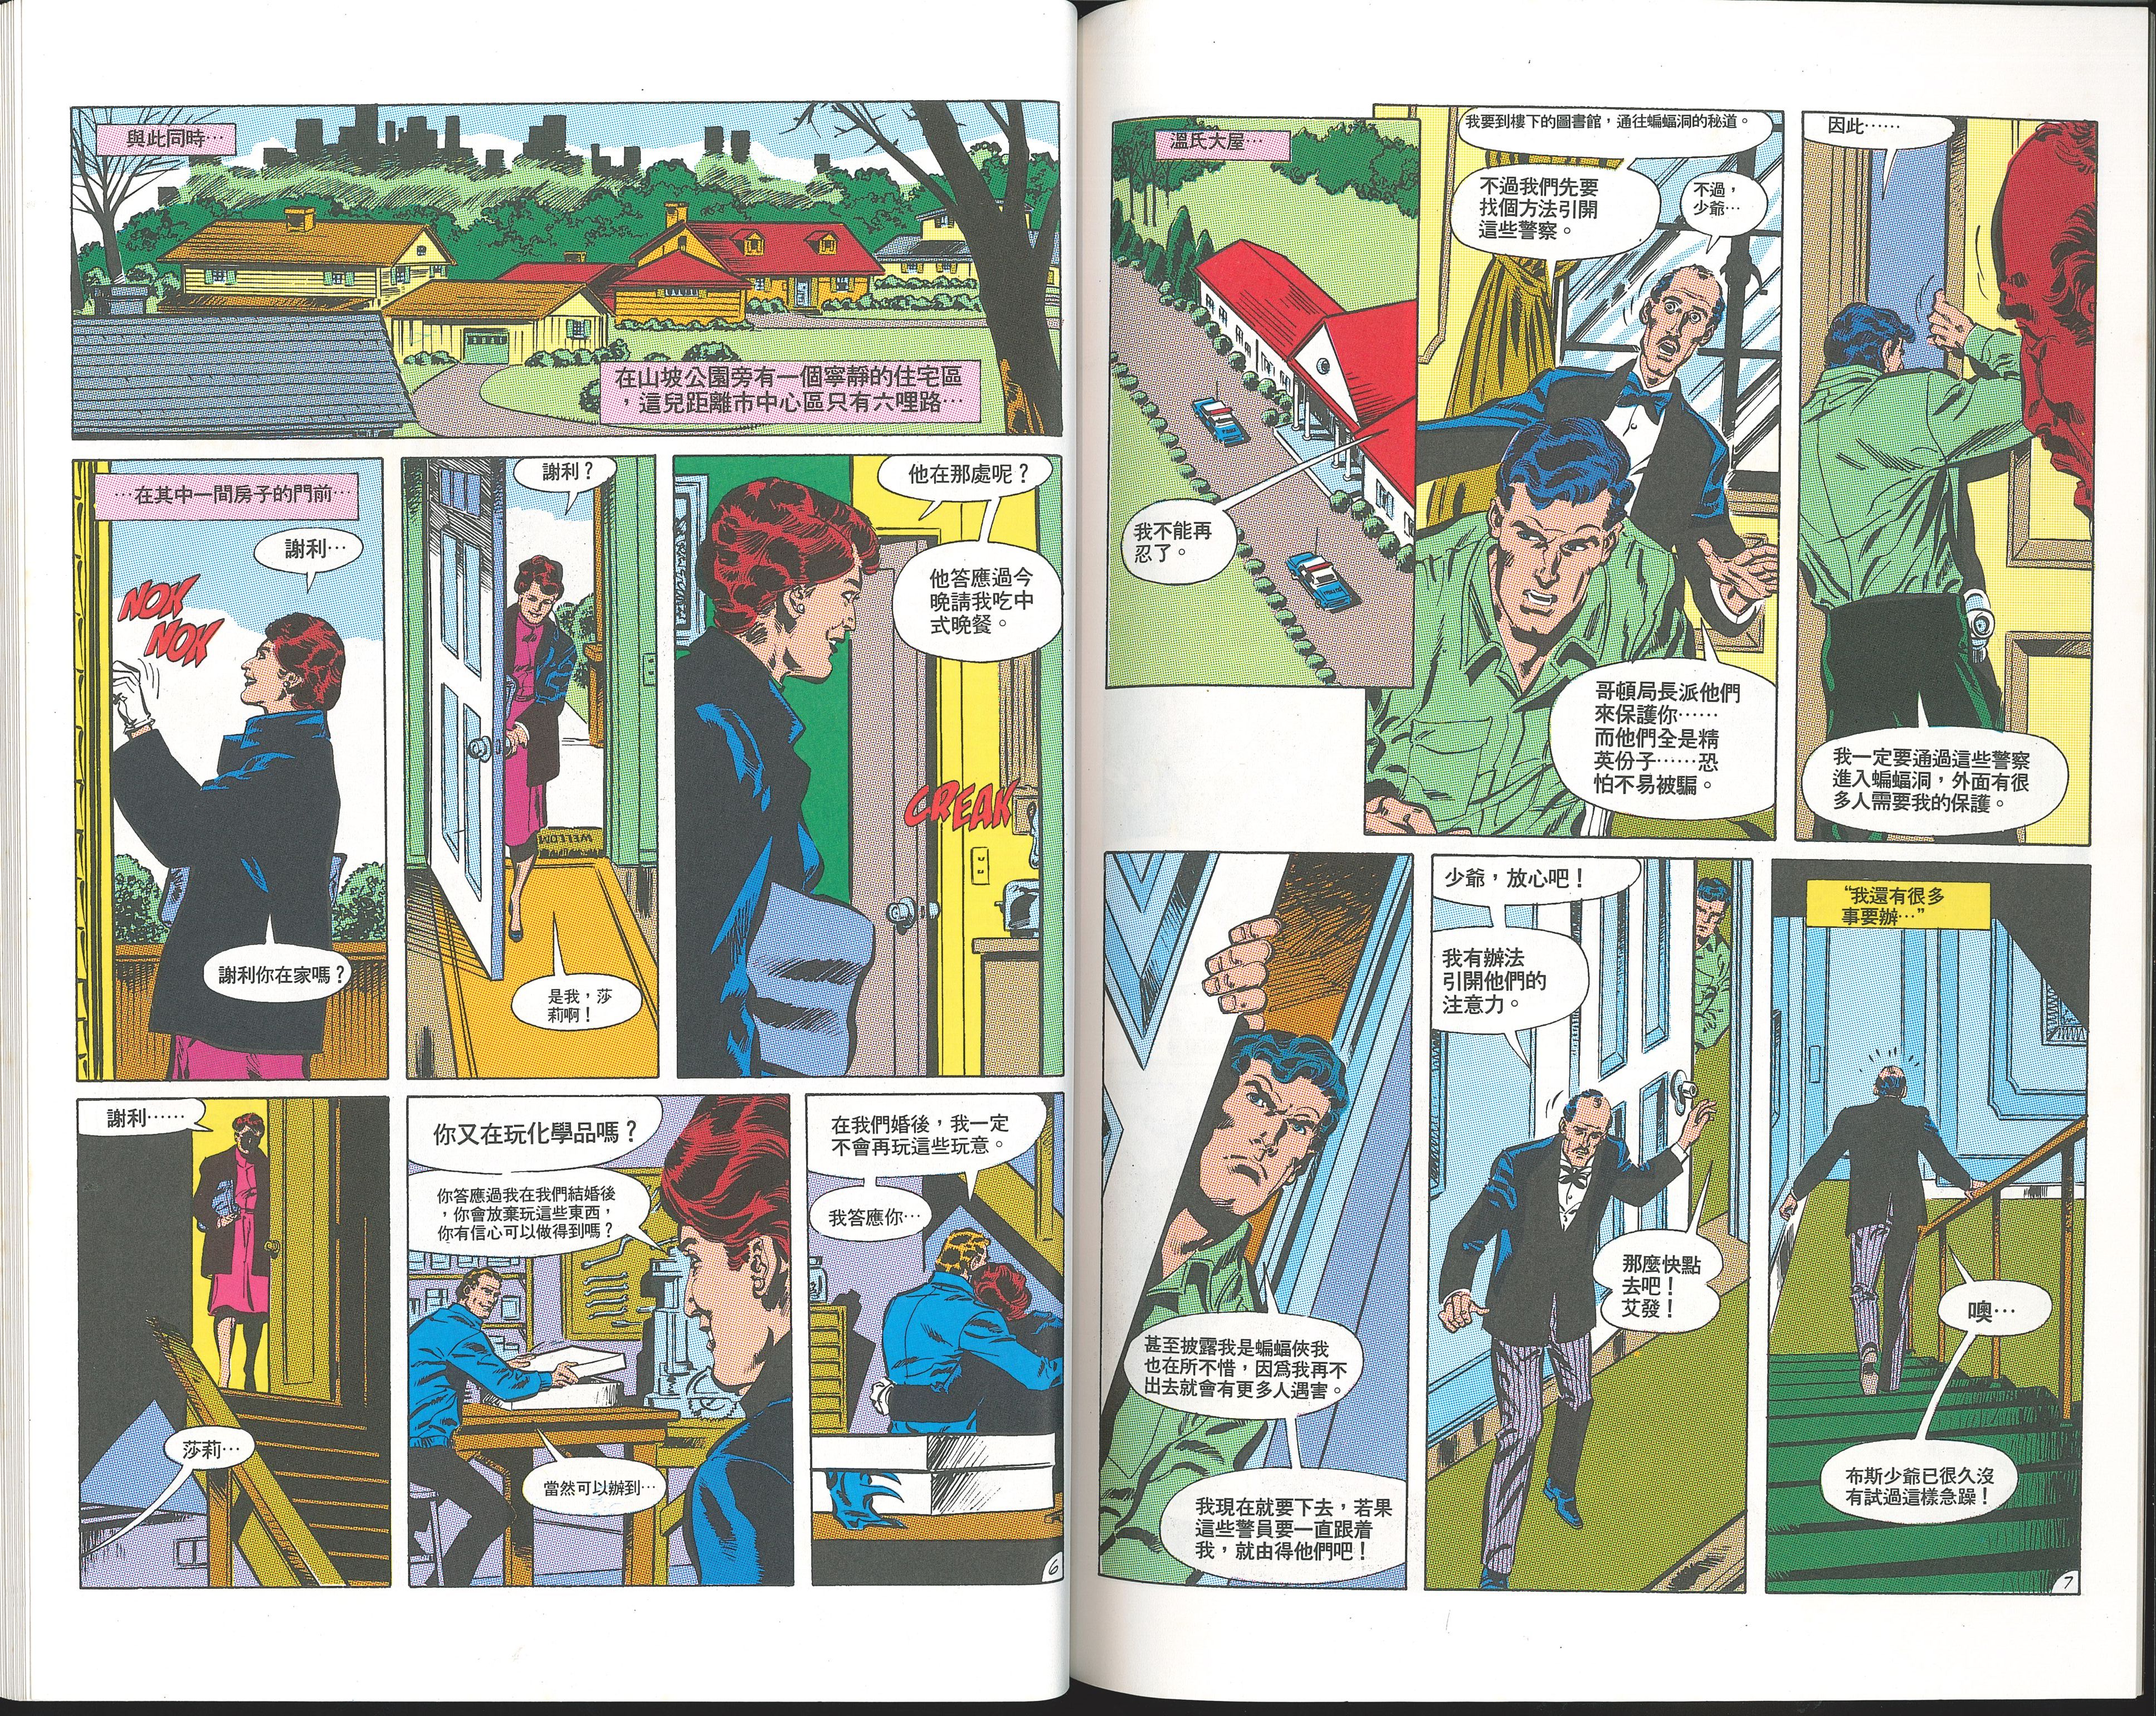 與此同時…
在山坡公園旁有一個寧靜的住宅區
，這兒距離市中心區只有六哩路…
…在其中一間房子的門前…
謝利…
NOK
NOK
謝利你在家嗎？
謝利？
WELCOME
是我，莎
莉啊！
他在那處呢？
他答應過今
晚請我吃中
式晚餐。
CREAK
謝利……
莎莉…
你又在玩化學品嗎？
你答應過我在我們結婚後
，你會放棄玩這些東西，
你有信心可以做得到嗎？
當然可以辦到…
在我們婚後，我一定
不會再玩這些玩意。
我答應你…
6
溫氏大屋…
我不能再
忍了。
我要到樓下的圖書館，通往蝙蝠洞的秘道。
不過我們先要
找個方法引開
這些警察。
不過，
少爺…
哥頓局長派他們
來保護你……
而他們全是精
英份子……恐
怕不易被騙。
因此……
我一定要通過這些警察
進入蝙蝠洞，外面有很
多人需要我的保護。
甚至披露我是蝙蝠俠我
也在所不惜，因爲我再不
出去就會有更多人遇害。
我現在就要下去，若果
這些警員要一直跟着
我，就由得他們吧！
少爺，放心吧！
我有辦法
引開他們的
注意力。
那麼快點
去吧！
艾發！
“我還有很多
事要辦…”
噢…
布斯少爺已很久沒
有試過這樣急躁！
7